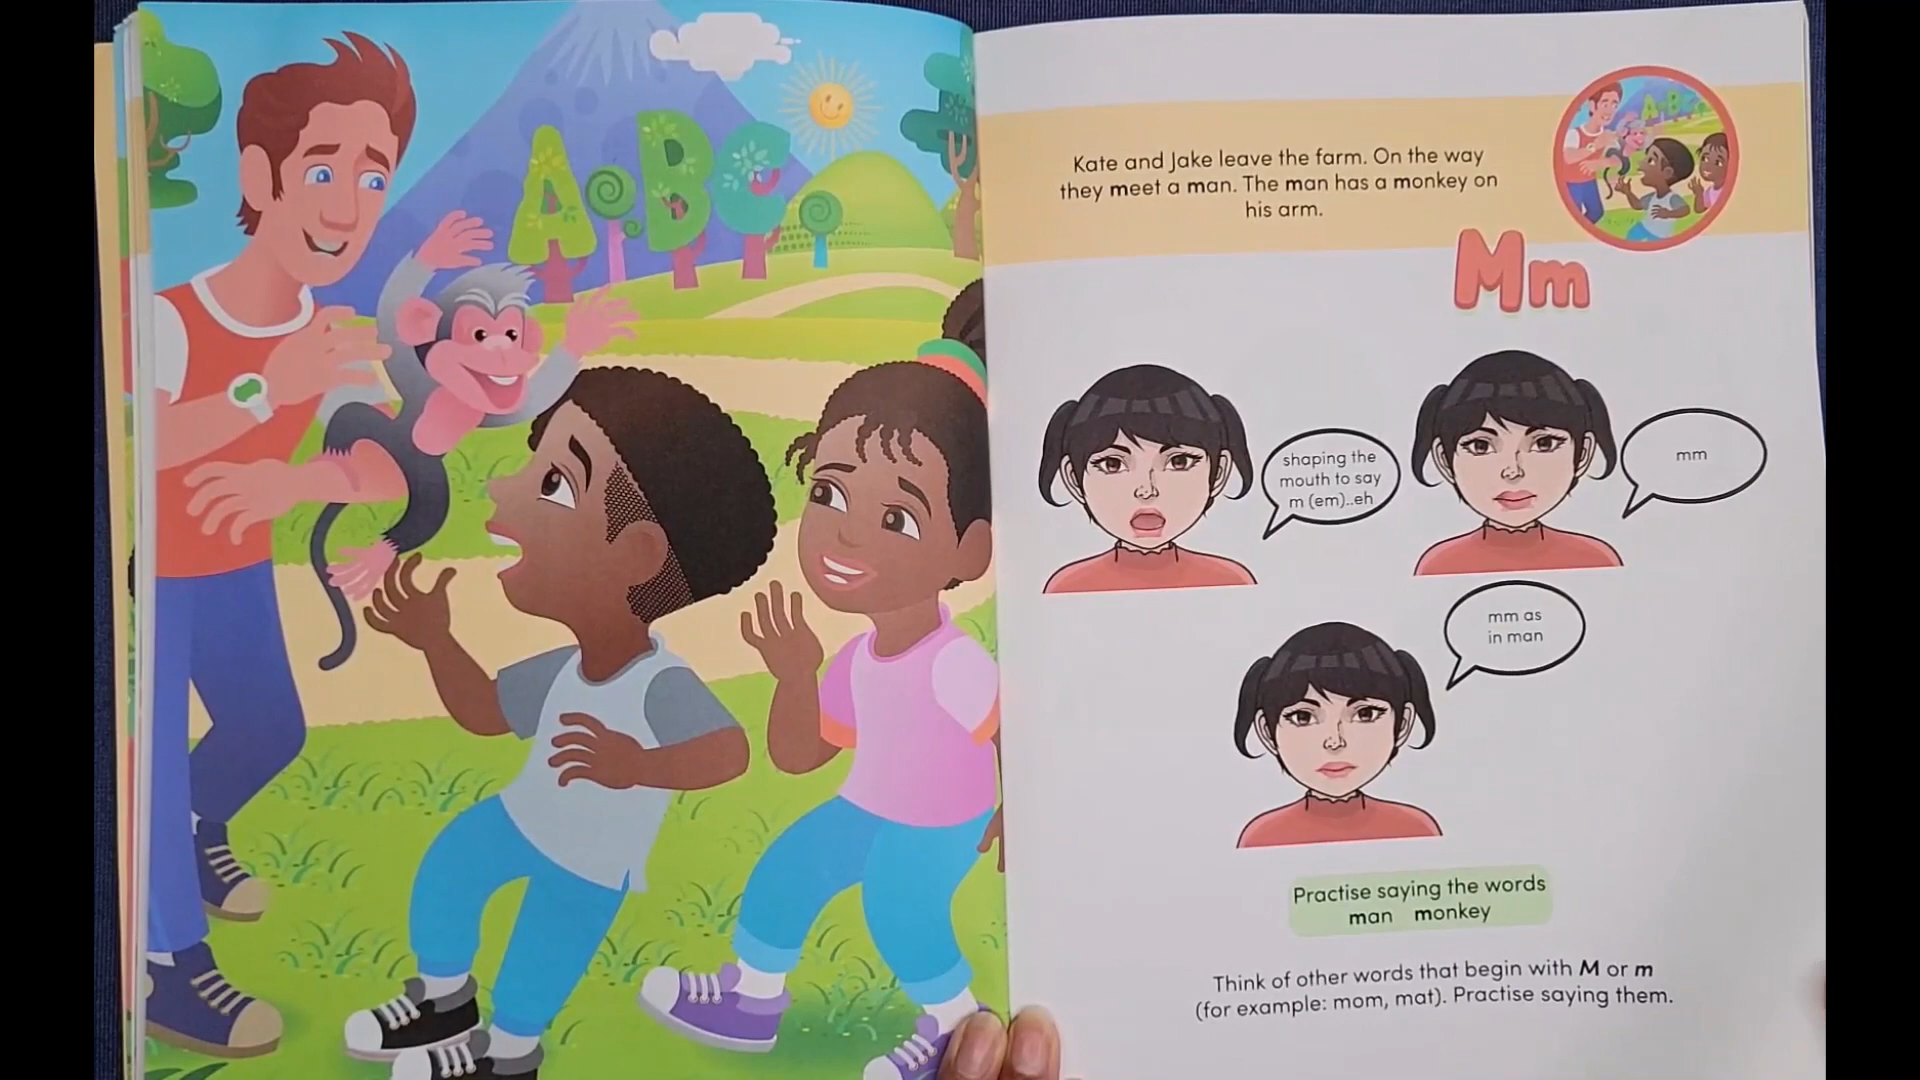 ABC
Kate and Jake leave the farm. On the way
they meet a man. The man has a monkey on
his arm.
ABC
Mm
shaping the
mouth to say
m (em)..eh
mm
mm as
in man
Practise saying the words
man monkey
Think of other words that begin with M or m
(for example: mom, mat). Practise saying them.